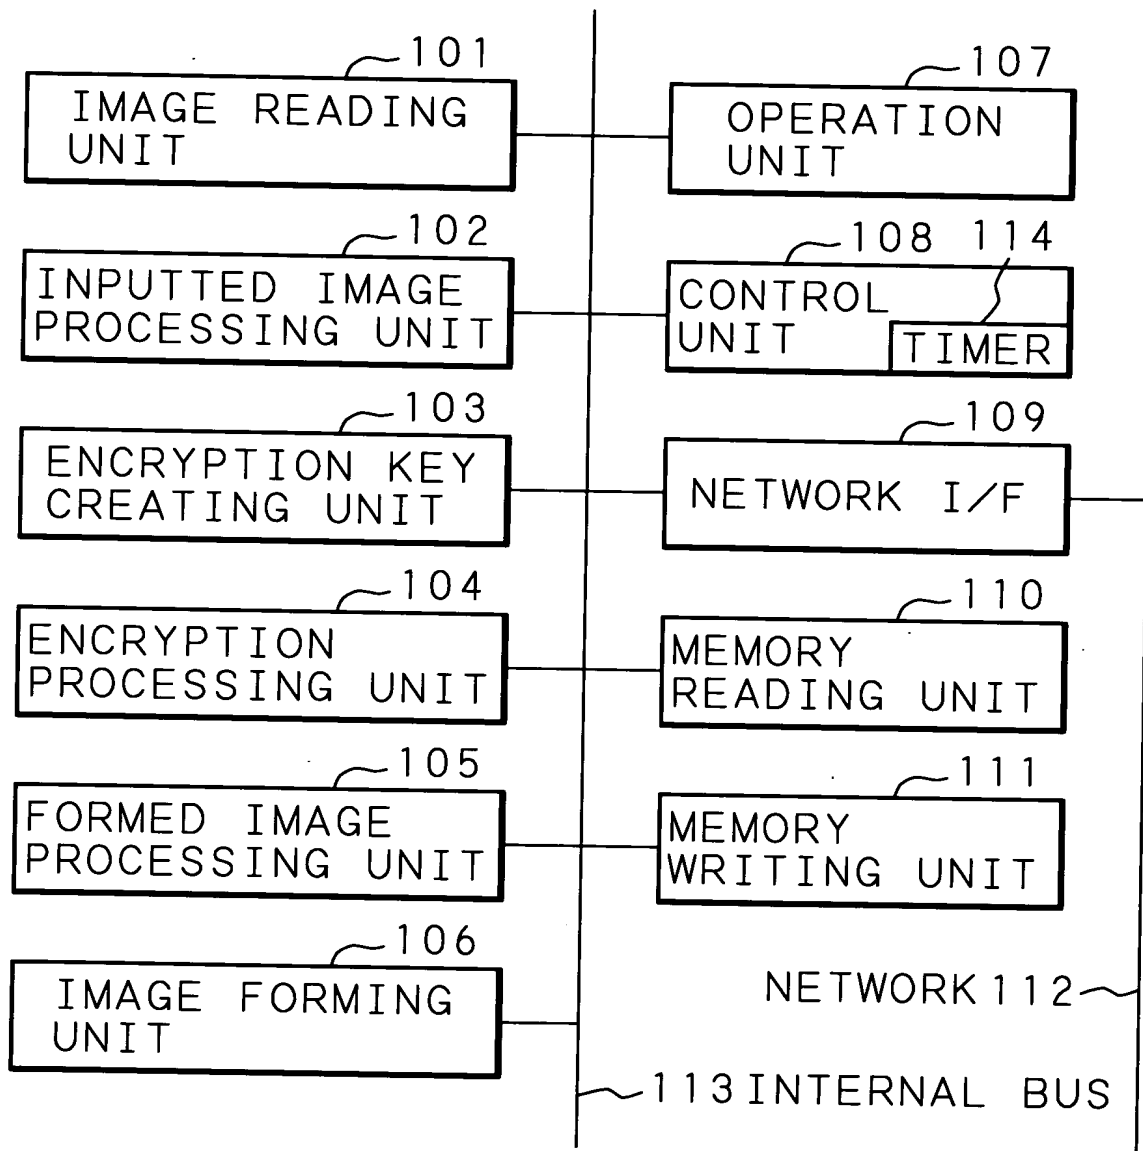 101
IMAGE READING
UNIT
107
OPERATION
UNIT
102
INPUTTED IMAGE
PROCESSING UNIT
108 114
CONTROL
UNIT
TIMER
103
ENCRYPTION KEY
CREATING UNIT
109
NETWORK I/F
104
ENCRYPTION
PROCESSING UNIT
110
MEMORY
READING UNIT
105
FORMED IMAGE
PROCESSING UNIT
111
MEMORY
WRITING UNIT
106
IMAGE FORMING
UNIT
NETWORK 112
113 INTERNAL BUS